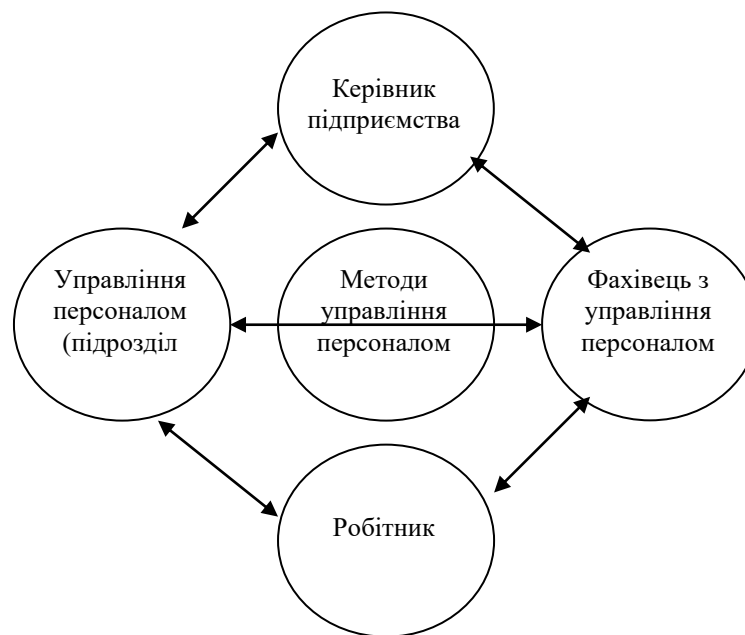 Керівник
підприємства
Управління
персоналом
(підрозділ
Методи
управління
персоналом
Фахівець з
управління
персоналом
Робітник